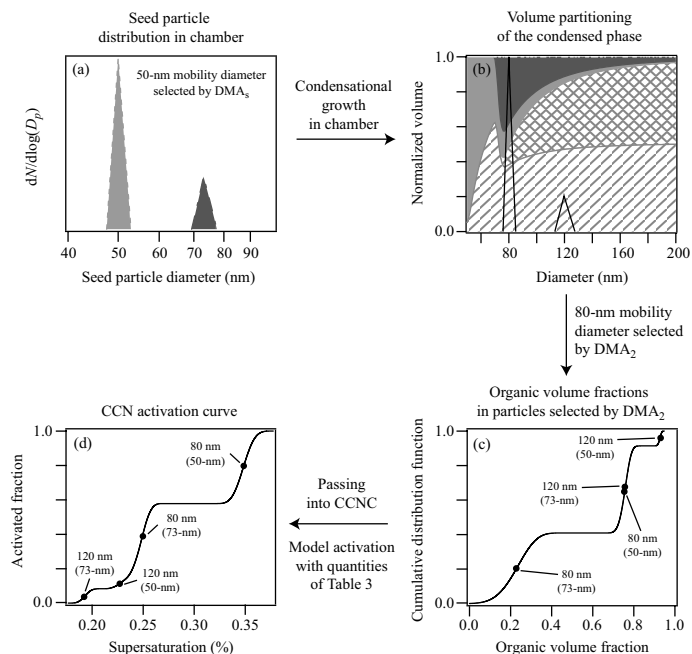 Seed particle
distribution in chamber
(a)
50-nm mobility diameter
selected by DMAs
dN/dlog(Dp)
40
50
60
70
80
90
Seed particle diameter (nm)
Condensational
growth
in chamber
Volume partitioning
of the condensed phase
(b)
Normalized volume
1.0
0.0
80
120
160
200
Diameter (nm)
80-nm mobility
diameter selected
by DMA2
Organic volume fractions
in particles selected by DMA2
(c)
Cumulative distribution function
1.0
0.0
120 nm
(50-nm)
120 nm
(73-nm)
80 nm
(50-nm)
80 nm
(73-nm)
0.0
0.2
0.4
0.6
0.8
1.0
Organic volume fraction
Passing
into CCNC
Model activation
with quantities
of Table 3
CCN activation curve
(d)
Activated fraction
1.0
0.0
80 nm
(50-nm)
80 nm
(73-nm)
120 nm
(73-nm)
120 nm
(50-nm)
0.20
0.25
0.30
0.35
Supersaturation (%)